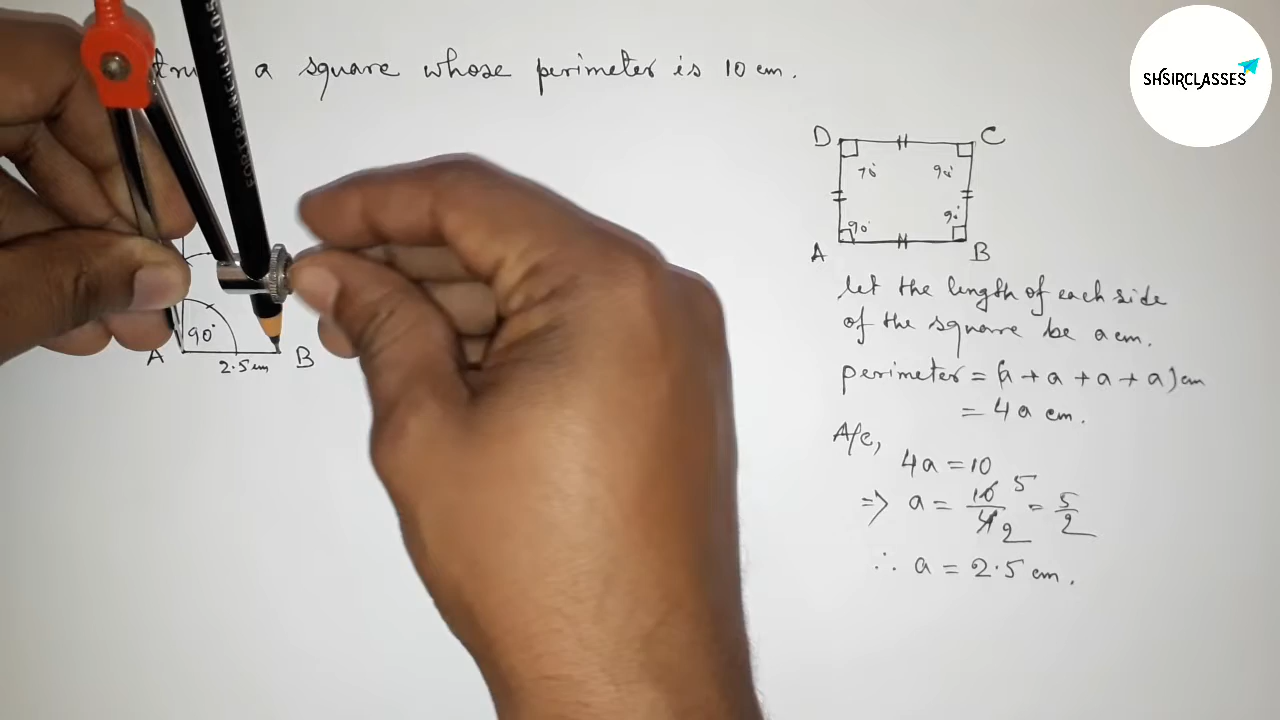 a square whose perimeter is 10 cm.
SHSIRCLASSES
D C
90° 90°
90°
A B
let the length of each side
of the square be a cm.
perimeter = (a + a + a + a) cm
= 4a cm.
A/c,
4a = 10
⇒ a = 10/4 5 2 = 5/2
∴ a = 2.5 cm.
90°
A 2.5 cm B